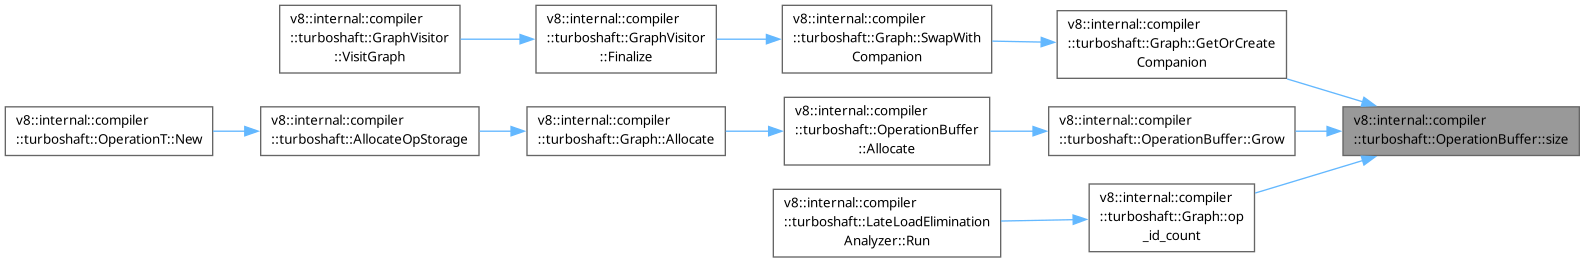 v8::internal::compiler
::turboshaft::GraphVisitor
::VisitGraph
v8::internal::compiler
::turboshaft::GraphVisitor
::Finalize
v8::internal::compiler
::turboshaft::Graph::SwapWith
Companion
v8::internal::compiler
::turboshaft::Graph::GetOrCreate
Companion
v8::internal::compiler
::turboshaft::OperationT::New
v8::internal::compiler
::turboshaft::AllocateOpStorage
v8::internal::compiler
::turboshaft::Graph::Allocate
v8::internal::compiler
::turboshaft::OperationBuffer
::Allocate
v8::internal::compiler
::turboshaft::OperationBuffer::Grow
v8::internal::compiler
::turboshaft::OperationBuffer::size
v8::internal::compiler
::turboshaft::LateLoadElimination
Analyzer::Run
v8::internal::compiler
::turboshaft::Graph::op
_id_count